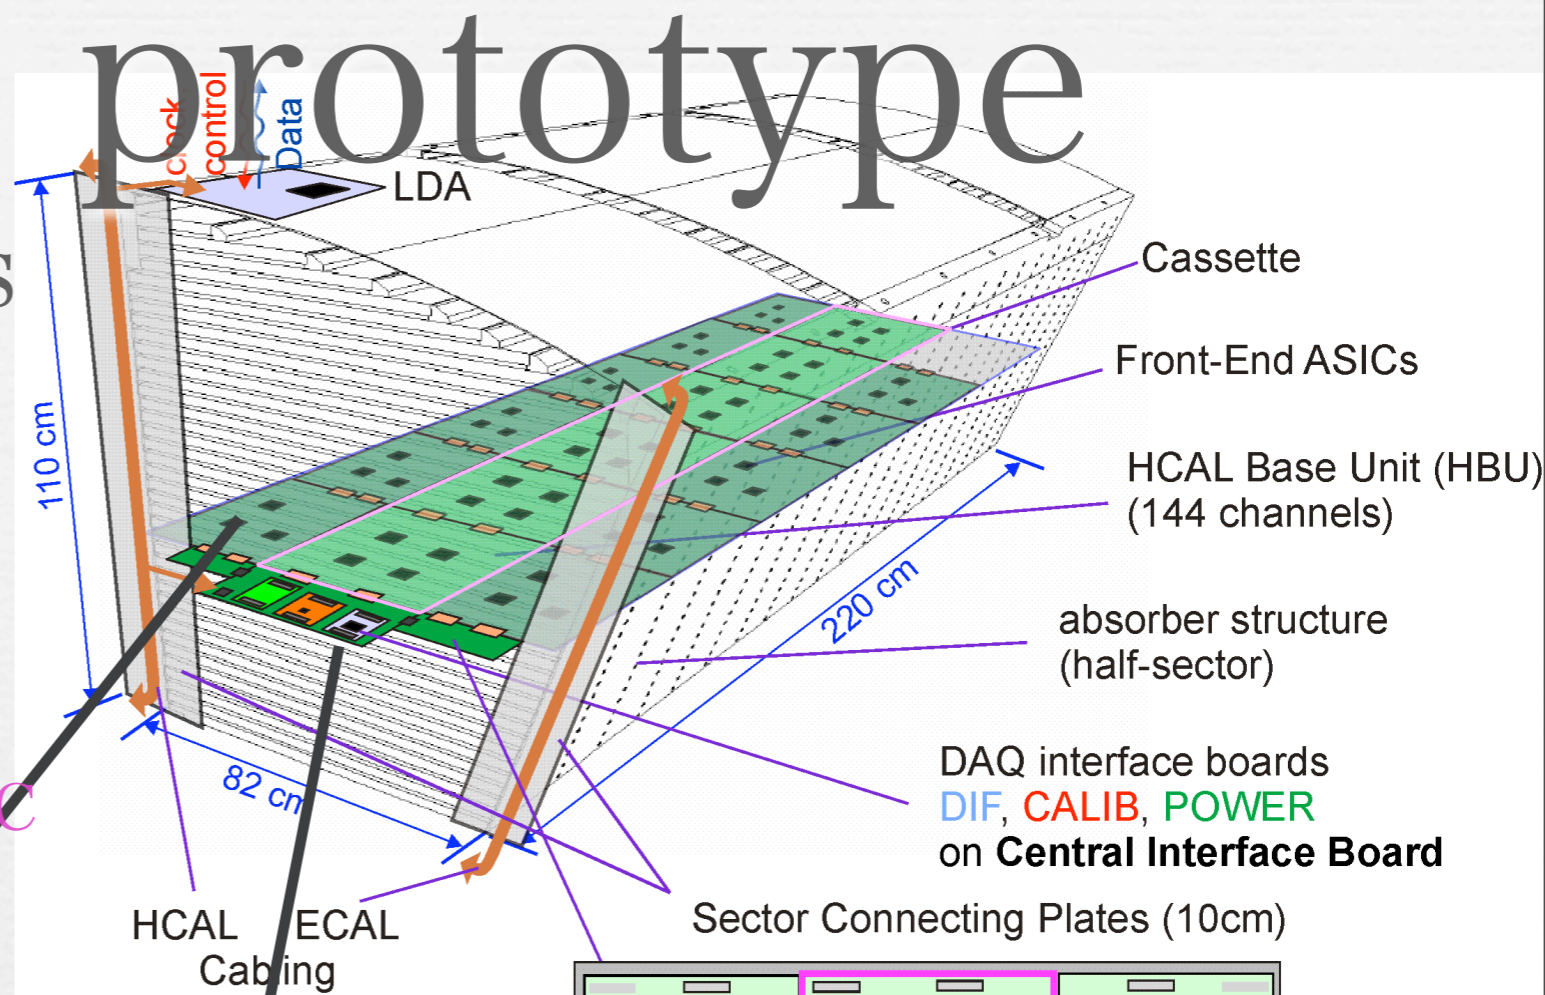 prototype
clock
control
Data
LDA
s
Cassette
Front-End ASICs
110 cm
HCAL Base Unit (HBU)
(144 channels)
220 cm
absorber structure
(half-sector)
DAQ interface boards
DIF, CALIB, POWER
on Central Interface Board
82 cm
C
HCAL ECAL
Cabling
Sector Connecting Plates (10cm)